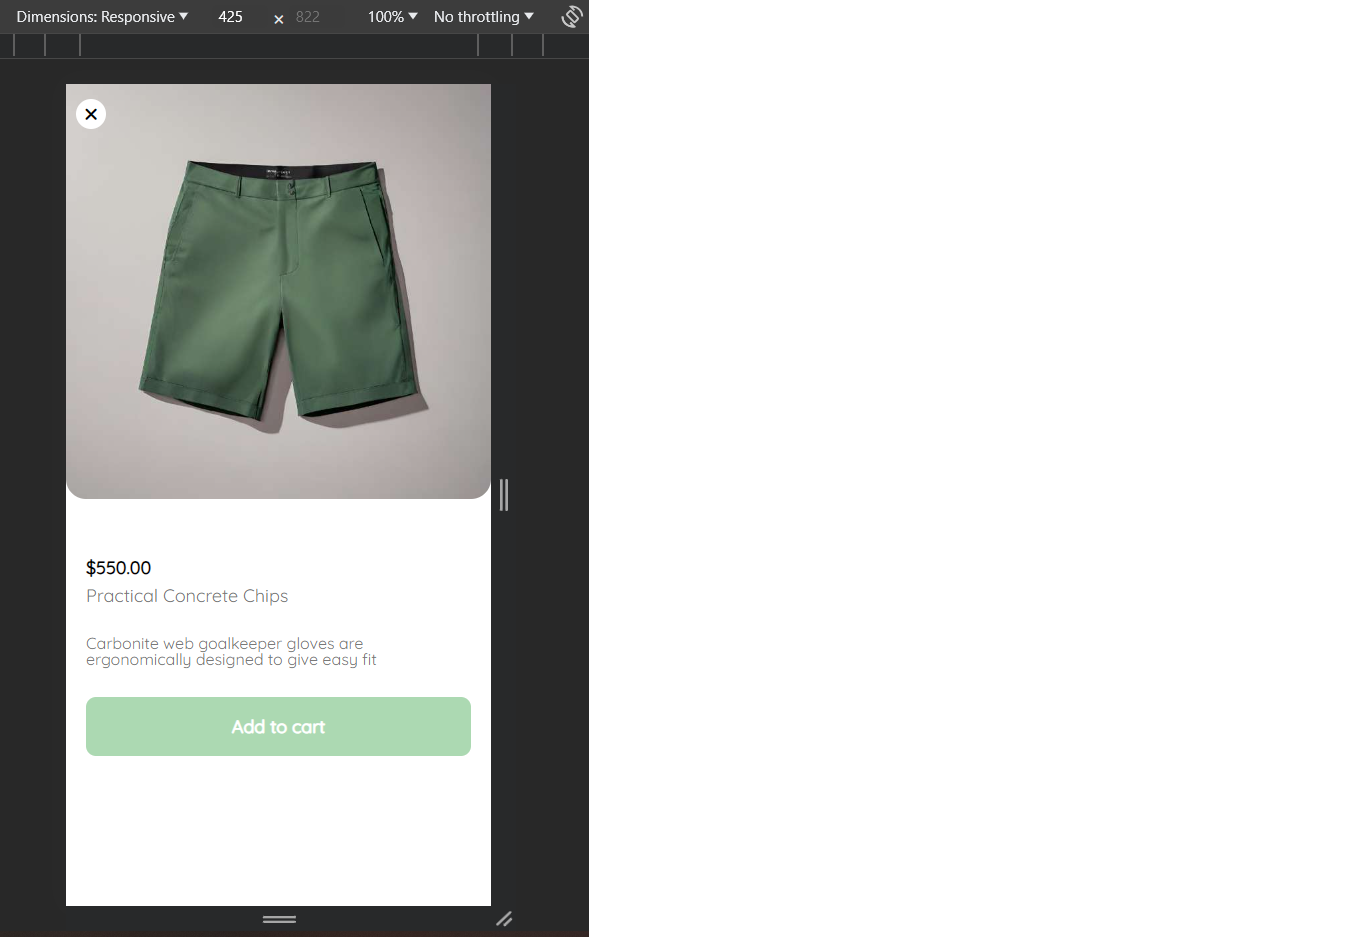 Dimensions: Responsive 425 × 822 100% No throttling
$550.00
Practical Concrete Chips
Carbonite web goalkeeper gloves are
ergonomically designed to give easy fit
Add to cart